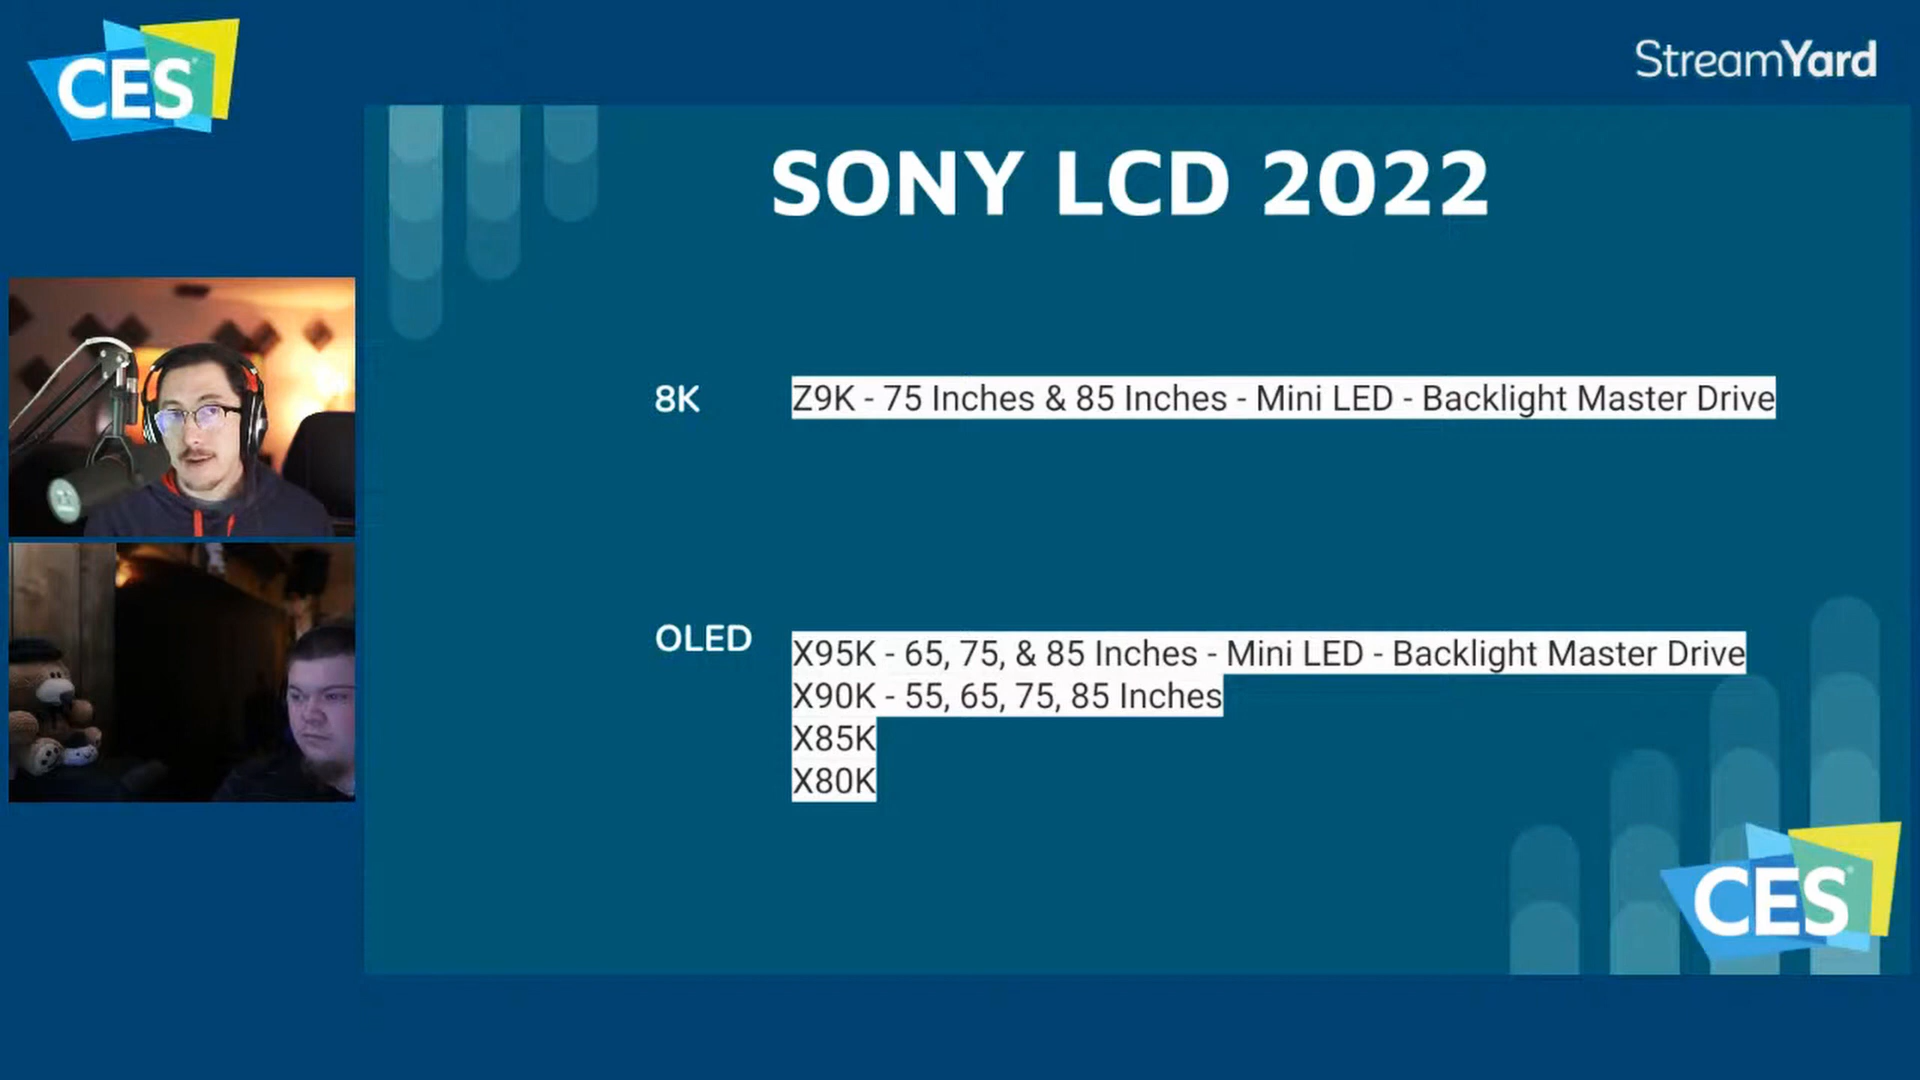 CES
StreamYard
SONY LCD 2022
8K
Z9K - 75 Inches & 85 Inches - Mini LED - Backlight Master Drive
OLED
X95K - 65, 75, & 85 Inches - Mini LED - Backlight Master Drive
X90K - 55, 65, 75, 85 Inches
X85K
X80K
CES